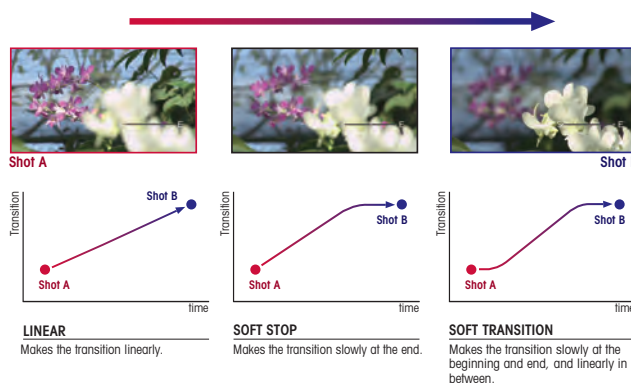 Shot A
Shot
Transition
Shot B
Shot A
time
Transition
Shot B
Shot A
time
Transition
Shot B
Shot A
time
LINEAR
Makes the transition linearly.
SOFT STOP
Makes the transition slowly at the end.
SOFT TRANSITION
Makes the transition slowly at the
beginning and end, and linearly in
between.